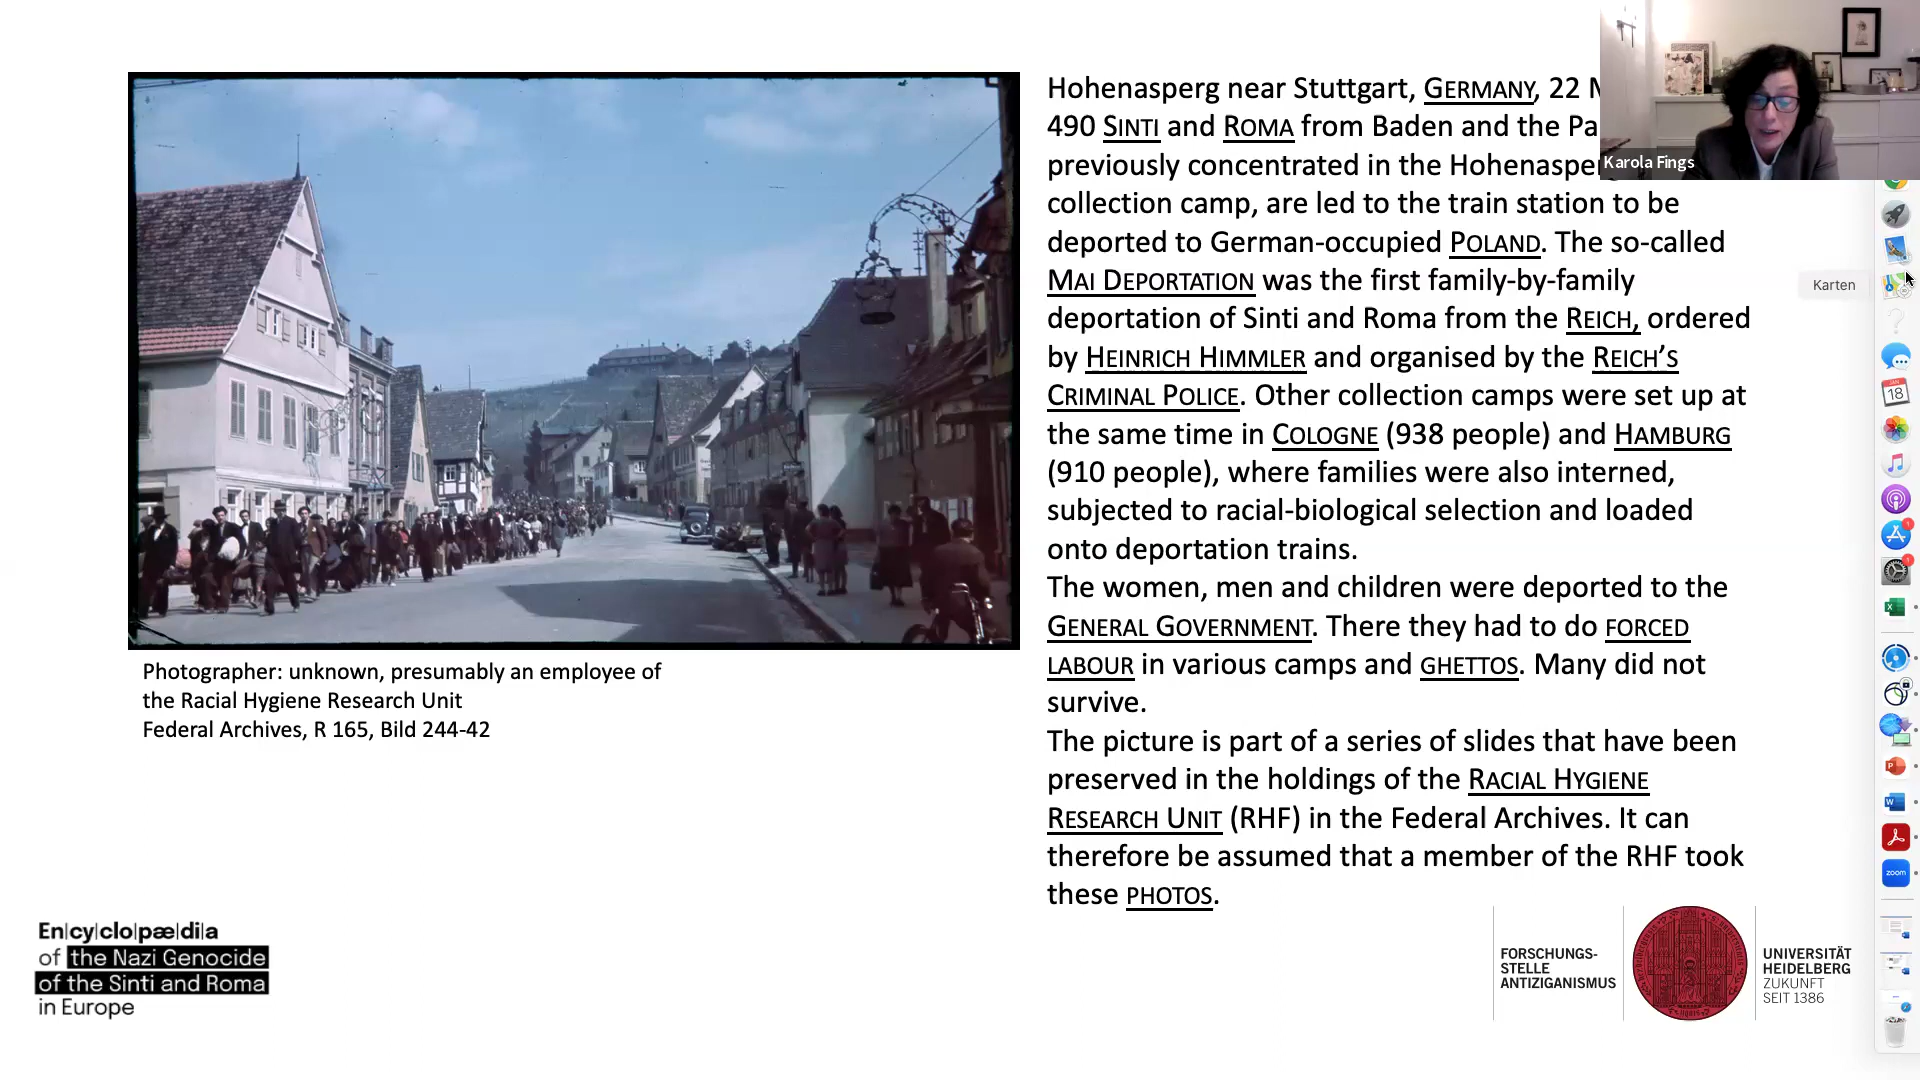 Hohenasperg near Stuttgart, GERMANY, 22
490 SINTI and ROMA from Baden and the
previously concentrated in the
collection camp, are led to the train station to be
deported to German-occupied POLAND. The so-called
MAI DEPORTATION was the first family-by-family
deportation of Sinti and Roma from the REICH, ordered
by HEINRICH HIMMLER and organised by the REICH’S
CRIMINAL POLICE. Other collection camps were set up at
the same time in COLOGNE (938 people) and HAMBURG
(910 people), where families were also interned,
subjected to racial-biological selection and loaded
onto deportation trains.
The women, men and children were deported to the
GENERAL GOVERNMENT. There they had to do FORCED
LABOUR in various camps and GHETTOS. Many did not
survive.
The picture is part of a series of slides that have been
preserved in the holdings of the RACIAL HYGIENE
RESEARCH UNIT (RHF) in the Federal Archives. It can
therefore be assumed that a member of the RHF took
these PHOTOS.
Photographer: unknown, presumably an employee of
the Racial Hygiene Research Unit
Federal Archives, R 165, Bild 244-42
Karola Fings
Karten
JAN
18
zoom
En|cy|clo|pæ|di|a
of the Nazi Genocide
of the Sinti and Roma
in Europe
FORSCHUNGS-
STELLE
ANTIZIGANISMUS
UNIVERSITÄT
HEIDELBERG
ZUKUNFT
SEIT 1386